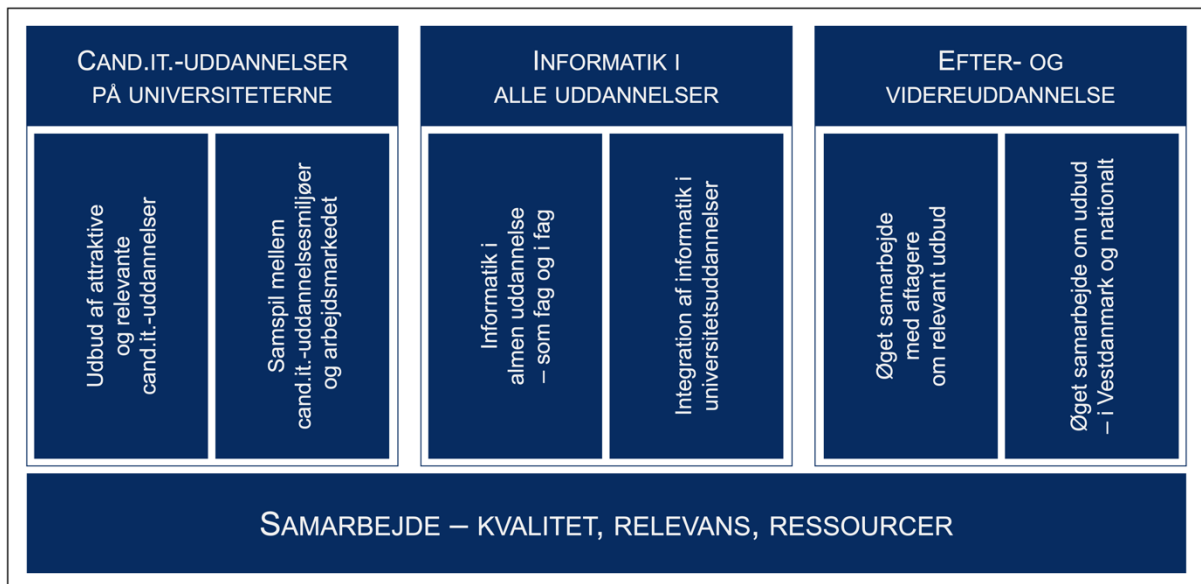 CAND.IT.-UDDANNELSER
PÅ UNIVERSITETERNE
Udbud af attraktive
og relevante
cand.it.-uddannelser
Samspil mellem
cand.it.-uddannelsesmiljøer
og arbejdsmarkedet
INFORMATIK I
ALLE UDDANNELSER
Informatik i
almen uddannelse
– som fag og i fag
Integration af informatik i
universitetsuddannelser
EFTER- OG
VIDEREUDDANNELSE
Øget samarbejde
med aftagere
om relevant udbud
Øget samarbejde om udbud
– i Vestdanmark og nationalt
SAMARBEJDE – KVALITET, RELEVANS, RESSOURCER